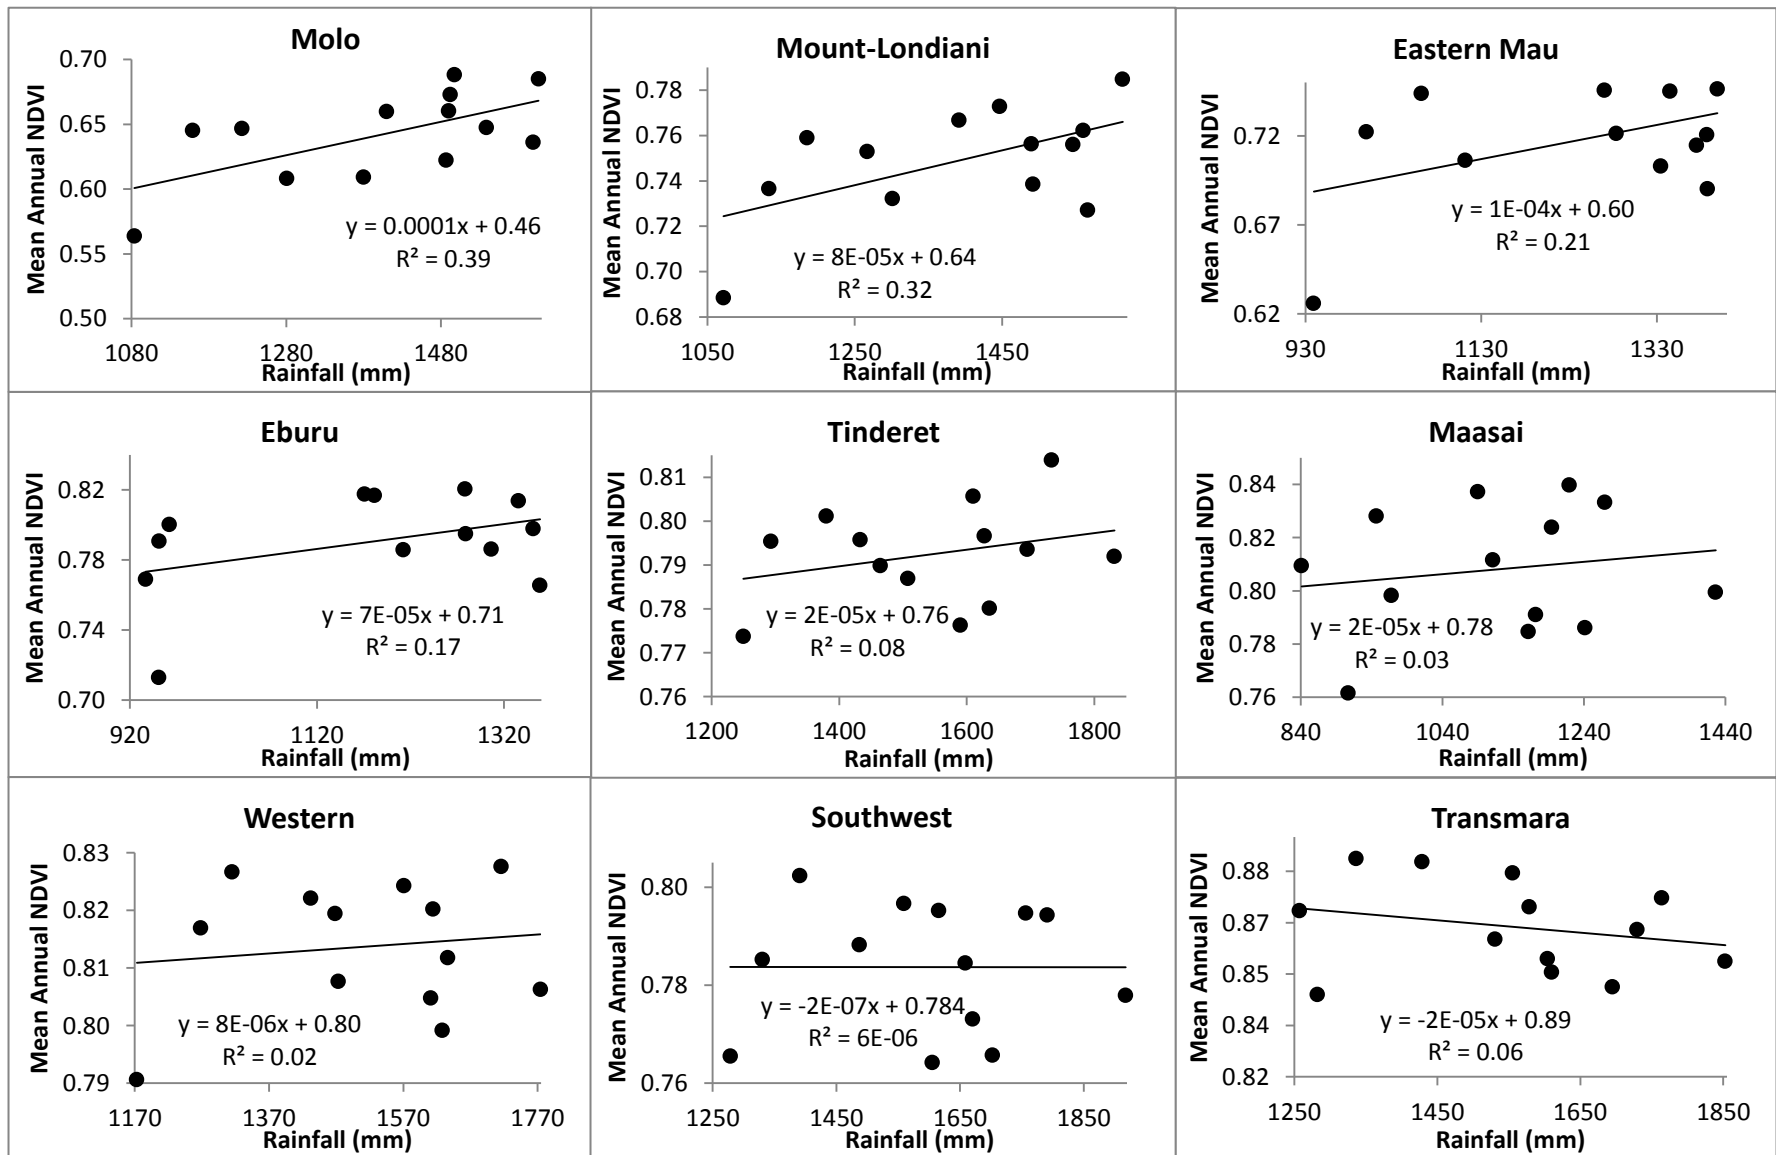 Molo
Mean Annual NDVI
0.70
0.65
0.60
0.55
0.50
y = 0.0001x + 0.46
R² = 0.39
1080 1280 1480
Rainfall (mm)
Mount-Londiani
Mean Annual NDVI
0.78
0.76
0.74
0.72
0.70
0.68
y = 8E-05x + 0.64
R² = 0.32
1050 1250 1450
Rainfall (mm)
Eastern Mau
Mean Annual NDVI
0.72
0.67
0.62
y = 1E-04x + 0.60
R² = 0.21
930 1130 1330
Rainfall (mm)
Eburu
Mean Annual NDVI
0.82
0.78
0.74
0.70
y = 7E-05x + 0.71
R² = 0.17
920 1120 1320
Rainfall (mm)
Tinderet
Mean Annual NDVI
0.81
0.80
0.79
0.78
0.77
0.76
y = 2E-05x + 0.76
R² = 0.08
1200 1400 1600 1800
Rainfall (mm)
Maasai
Mean Annual NDVI
0.84
0.82
0.80
0.78
0.76
y = 2E-05x + 0.78
R² = 0.03
840 1040 1240 1440
Rainfall (mm)
Western
Mean Annual NDVI
0.83
0.82
0.81
0.80
0.79
y = 8E-06x + 0.80
R² = 0.02
1170 1370 1570 1770
Rainfall (mm)
Southwest
Mean Annual NDVI
0.80
0.78
0.76
y = -2E-07x + 0.784
R² = 6E-06
1250 1450 1650 1850
Rainfall (mm)
Transmara
Mean Annual NDVI
0.88
0.87
0.85
0.84
0.82
y = -2E-05x + 0.89
R² = 0.06
1250 1450 1650 1850
Rainfall (mm)